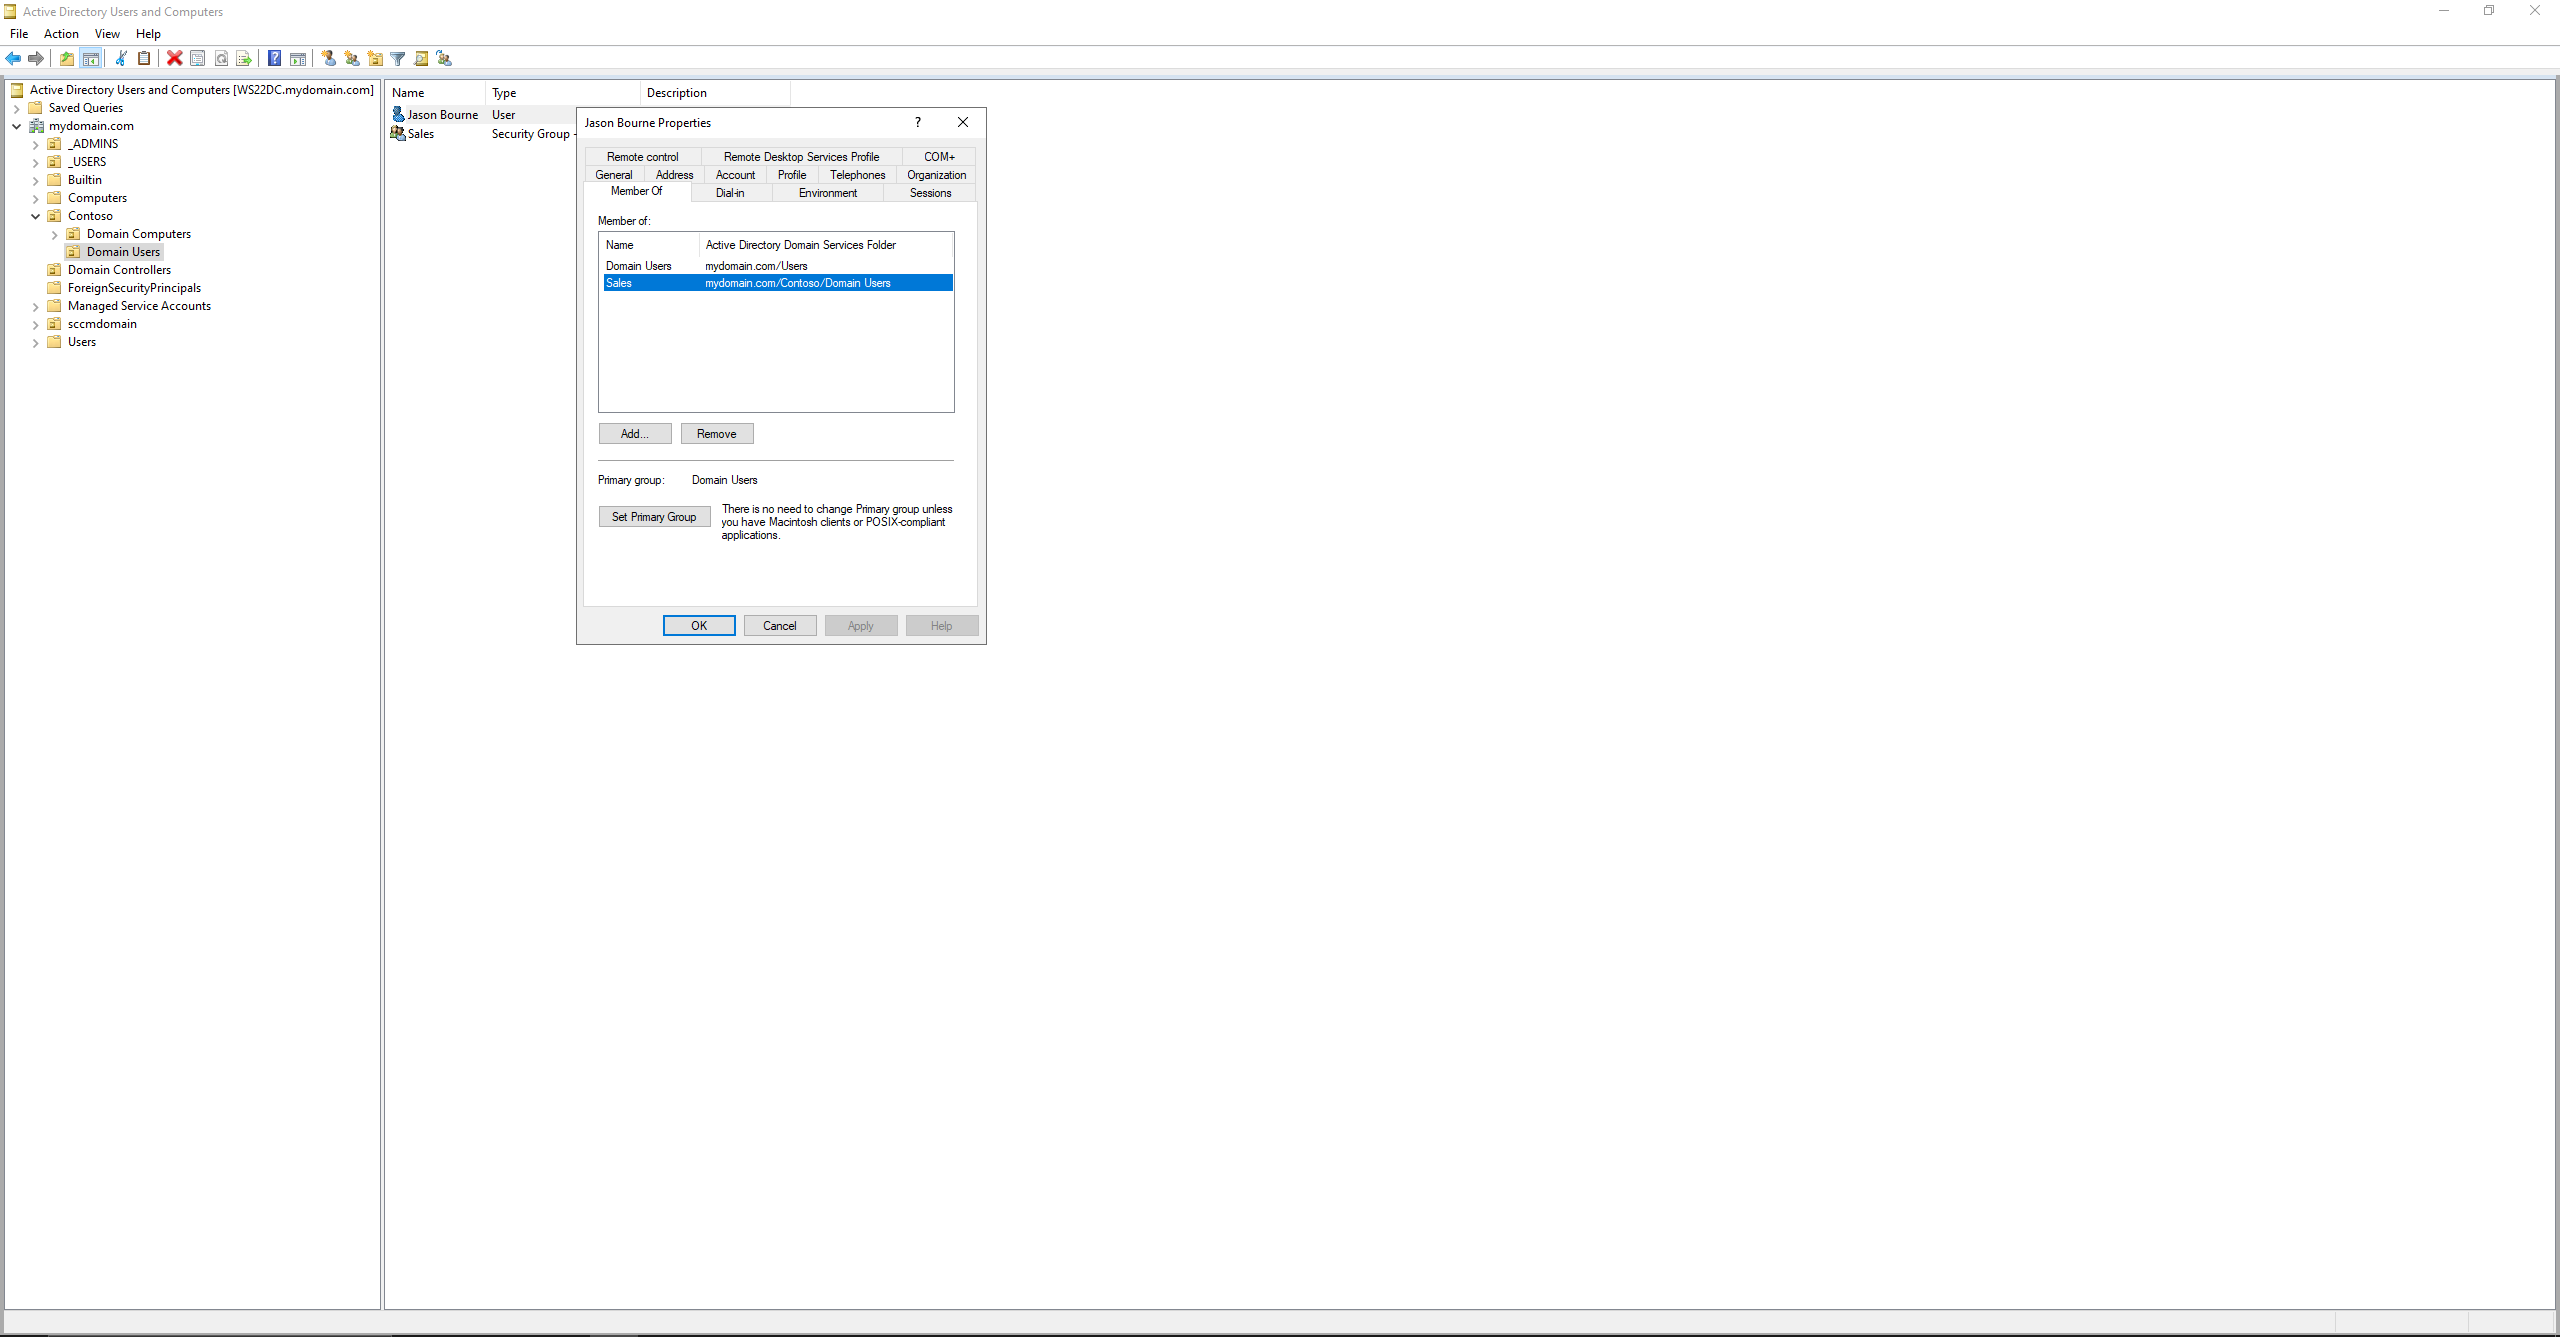 Active Directory Users and Computers
File Action View Help
Active Directory Users and Computers [WS22DC.mydomain.com]
Saved Queries
mydomain.com
_ADMINS
_USERS
Builtin
Computers
Contoso
Domain Computers
Domain Users
Domain Controllers
ForeignSecurityPrincipals
Managed Service Accounts
sccmdomain
Users
Name Type Description
Jason Bourne User
Sales Security Group -
Jason Bourne Properties
Remote control Remote Desktop Services Profile COM+
General Address Account Profile Telephones Organization
Member Of Dial-in Environment Sessions
Member of:
Name Active Directory Domain Services Folder
Domain Users mydomain.com/Users
Sales mydomain.com/Contoso/Domain Users
Add... Remove
Primary group: Domain Users
Set Primary Group
There is no need to change Primary group unless
you have Macintosh clients or POSIX-compliant
applications.
OK Cancel Apply Help